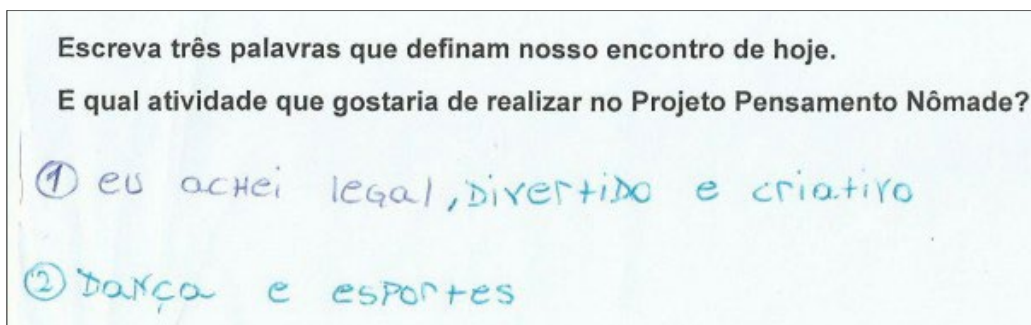 Escreva três palavras que definam nosso encontro de hoje.
E qual atividade que gostaria de realizar no Projeto Pensamento Nômade?
① eu achei legal, Divertido e criativo
② Dança e esportes